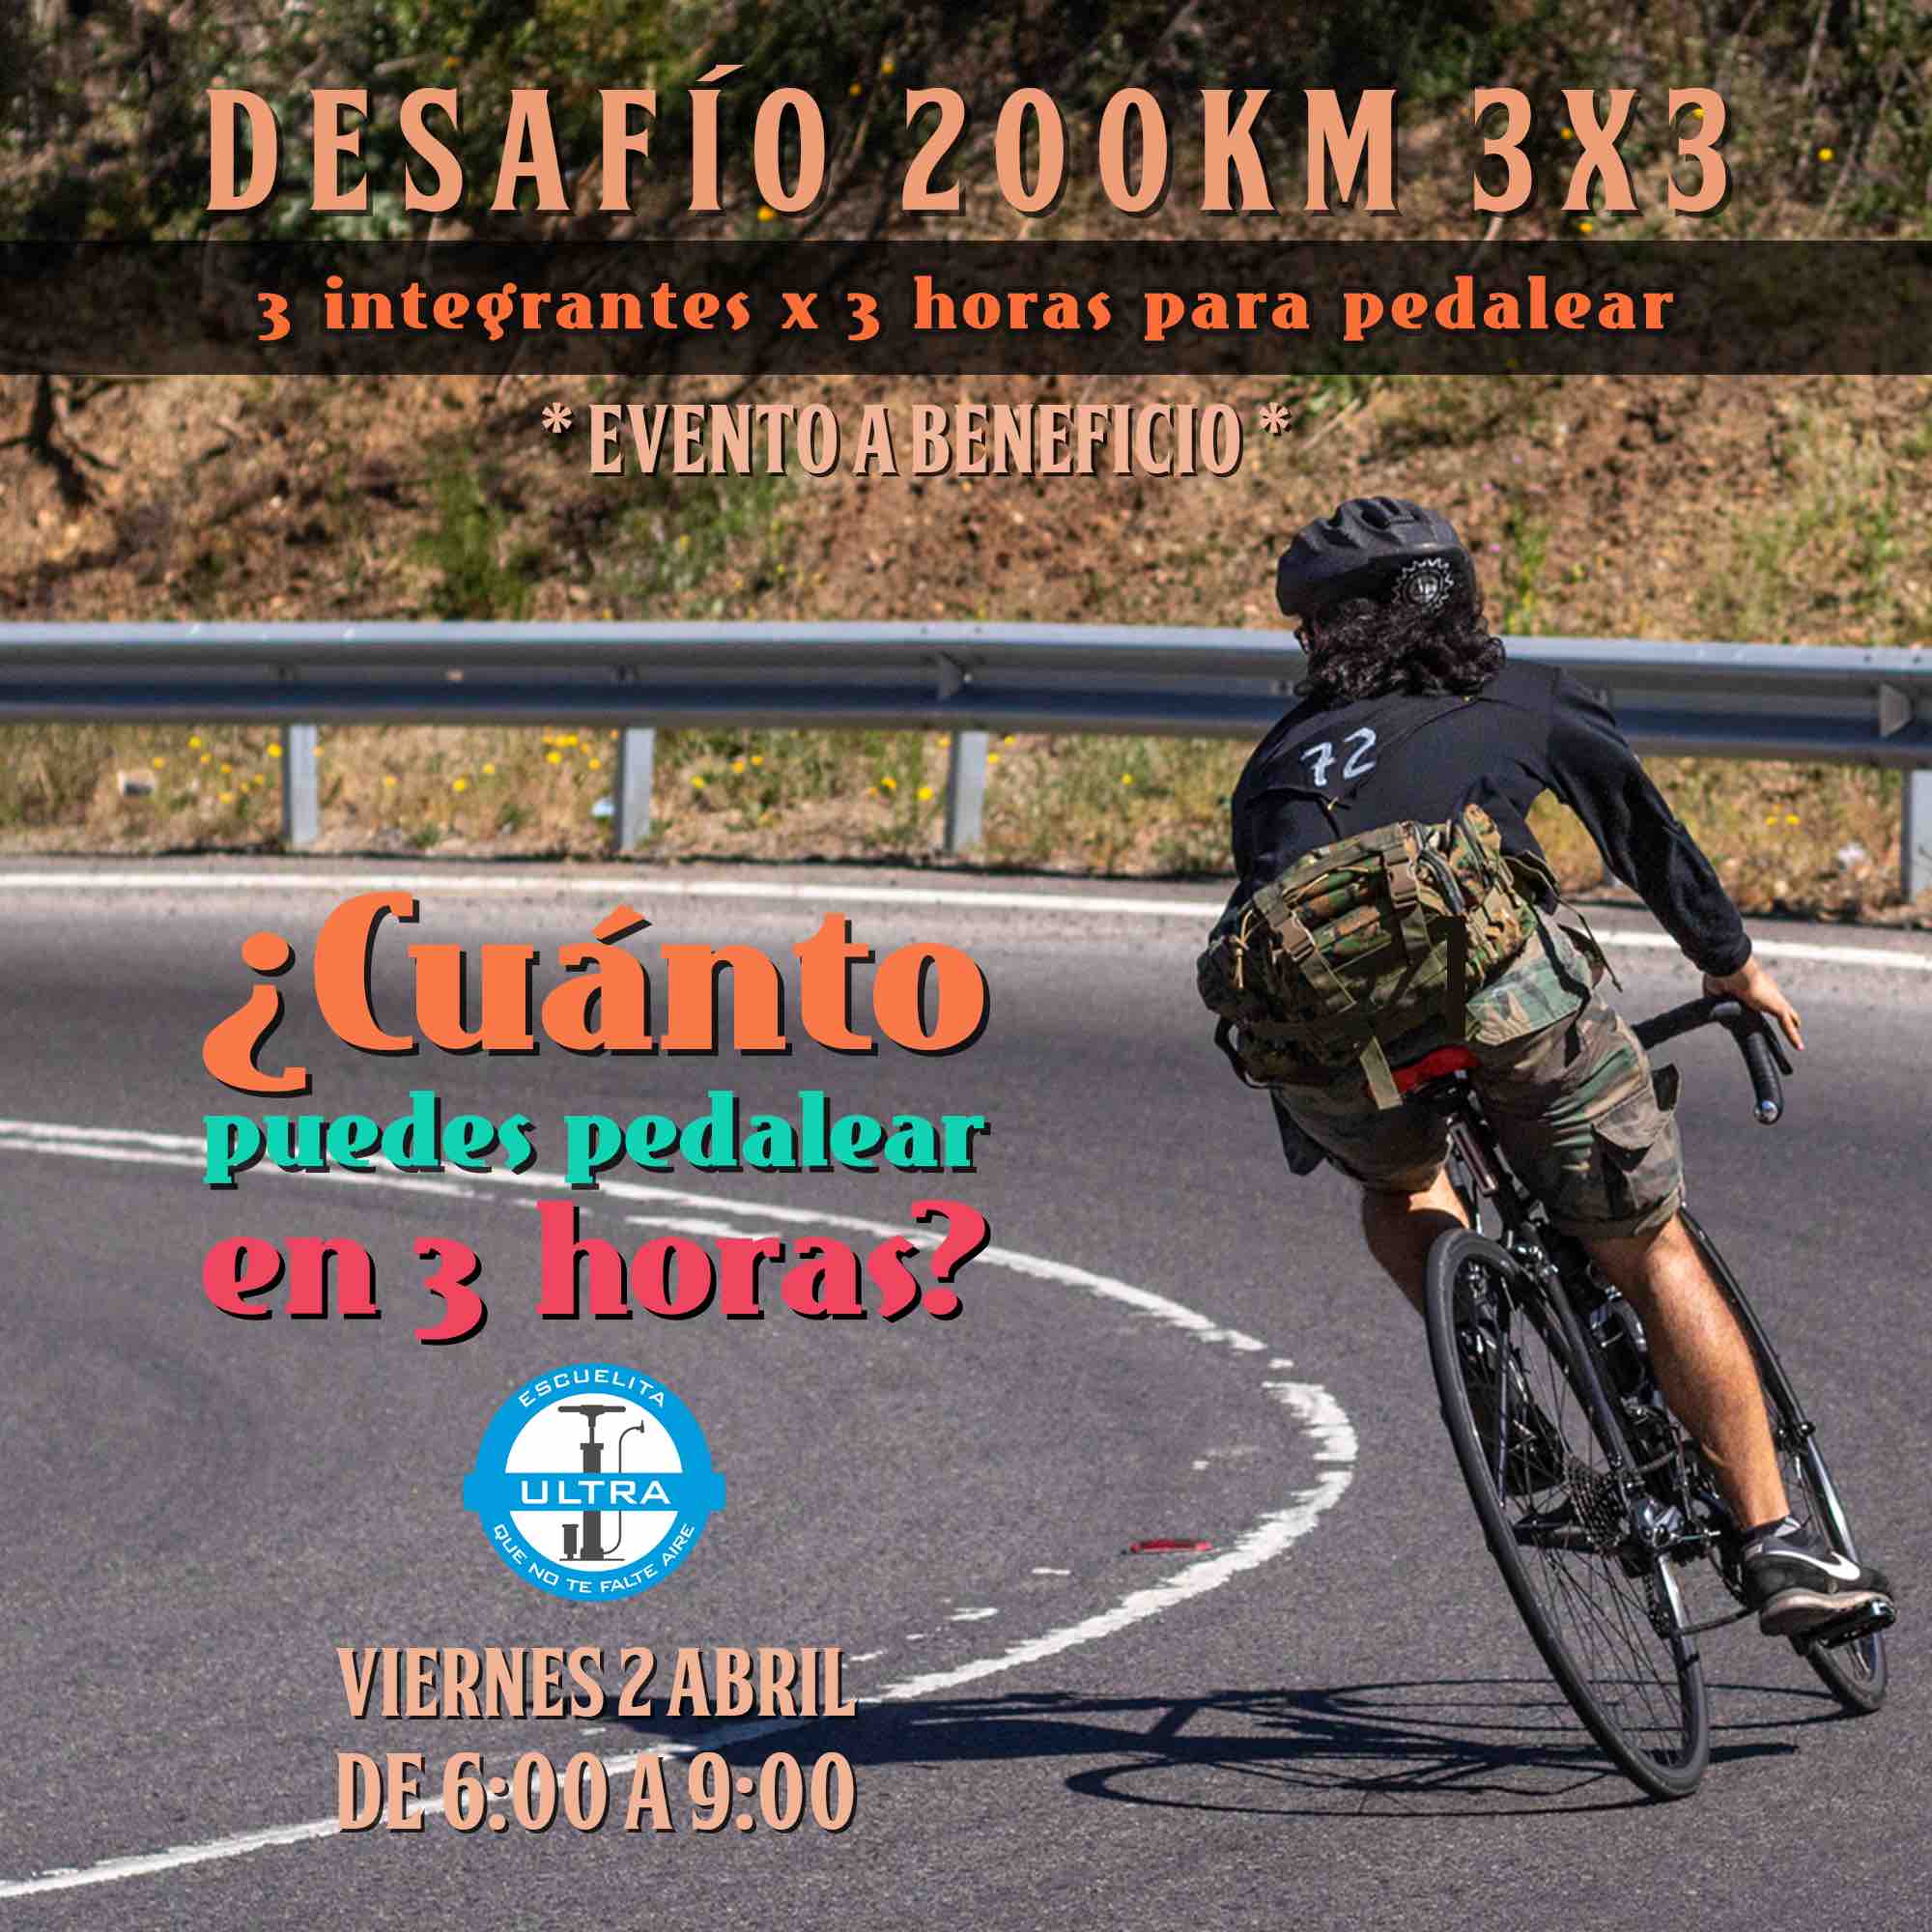 DESAFÍO 200KM 3X3
3 integrantes x 3 horas para pedalear
* EVENTO A BENEFICIO *
72
¿Cuánto
puedes pedalear
en 3 horas?
ESCUELITA
ULTRA
QUE NO TE FALTE AIRE
VIERNES 2 ABRIL
DE 6:00 A 9:00